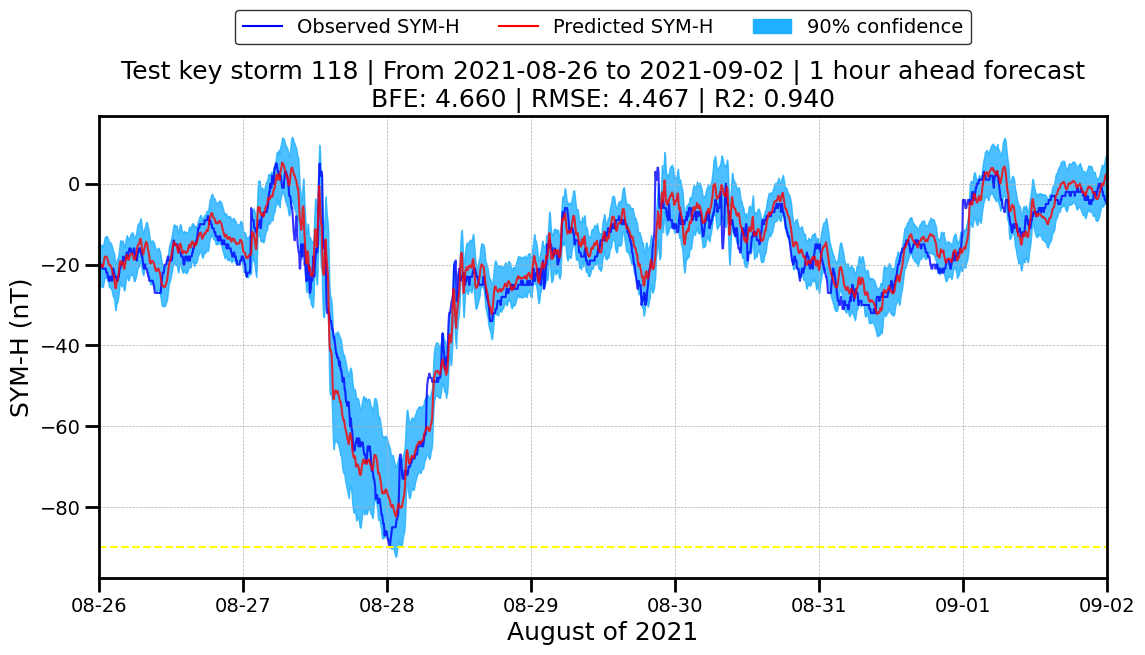 Observed SYM-H Predicted SYM-H 90% confidence
Test key storm 118 | From 2021-08-26 to 2021-09-02 | 1 hour ahead forecast
BFE: 4.660 | RMSE: 4.467 | R2: 0.940
SYM-H (nT)
0
−20
−40
−60
−80
08-26 08-27 08-28 08-29 08-30 08-31 09-01 09-02
August of 2021